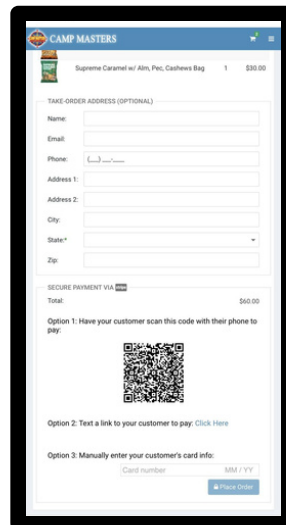 CAMP MASTERS
Supreme Caramel w/ Alm, Pec, Cashews Bag 1 $30.00
TAKE-ORDER ADDRESS (OPTIONAL)
Name:
Email:
Phone: (___) ___-____
Address 1:
Address 2:
City:
State:*
Zip:
SECURE PAYMENT VIA stripe
Total: $60.00
Option 1: Have your customer scan this code with their phone to
pay:
Option 2: Text a link to your customer to pay: Click Here
Option 3: Manually enter your customer's card info:
Card number MM / YY
Place Order